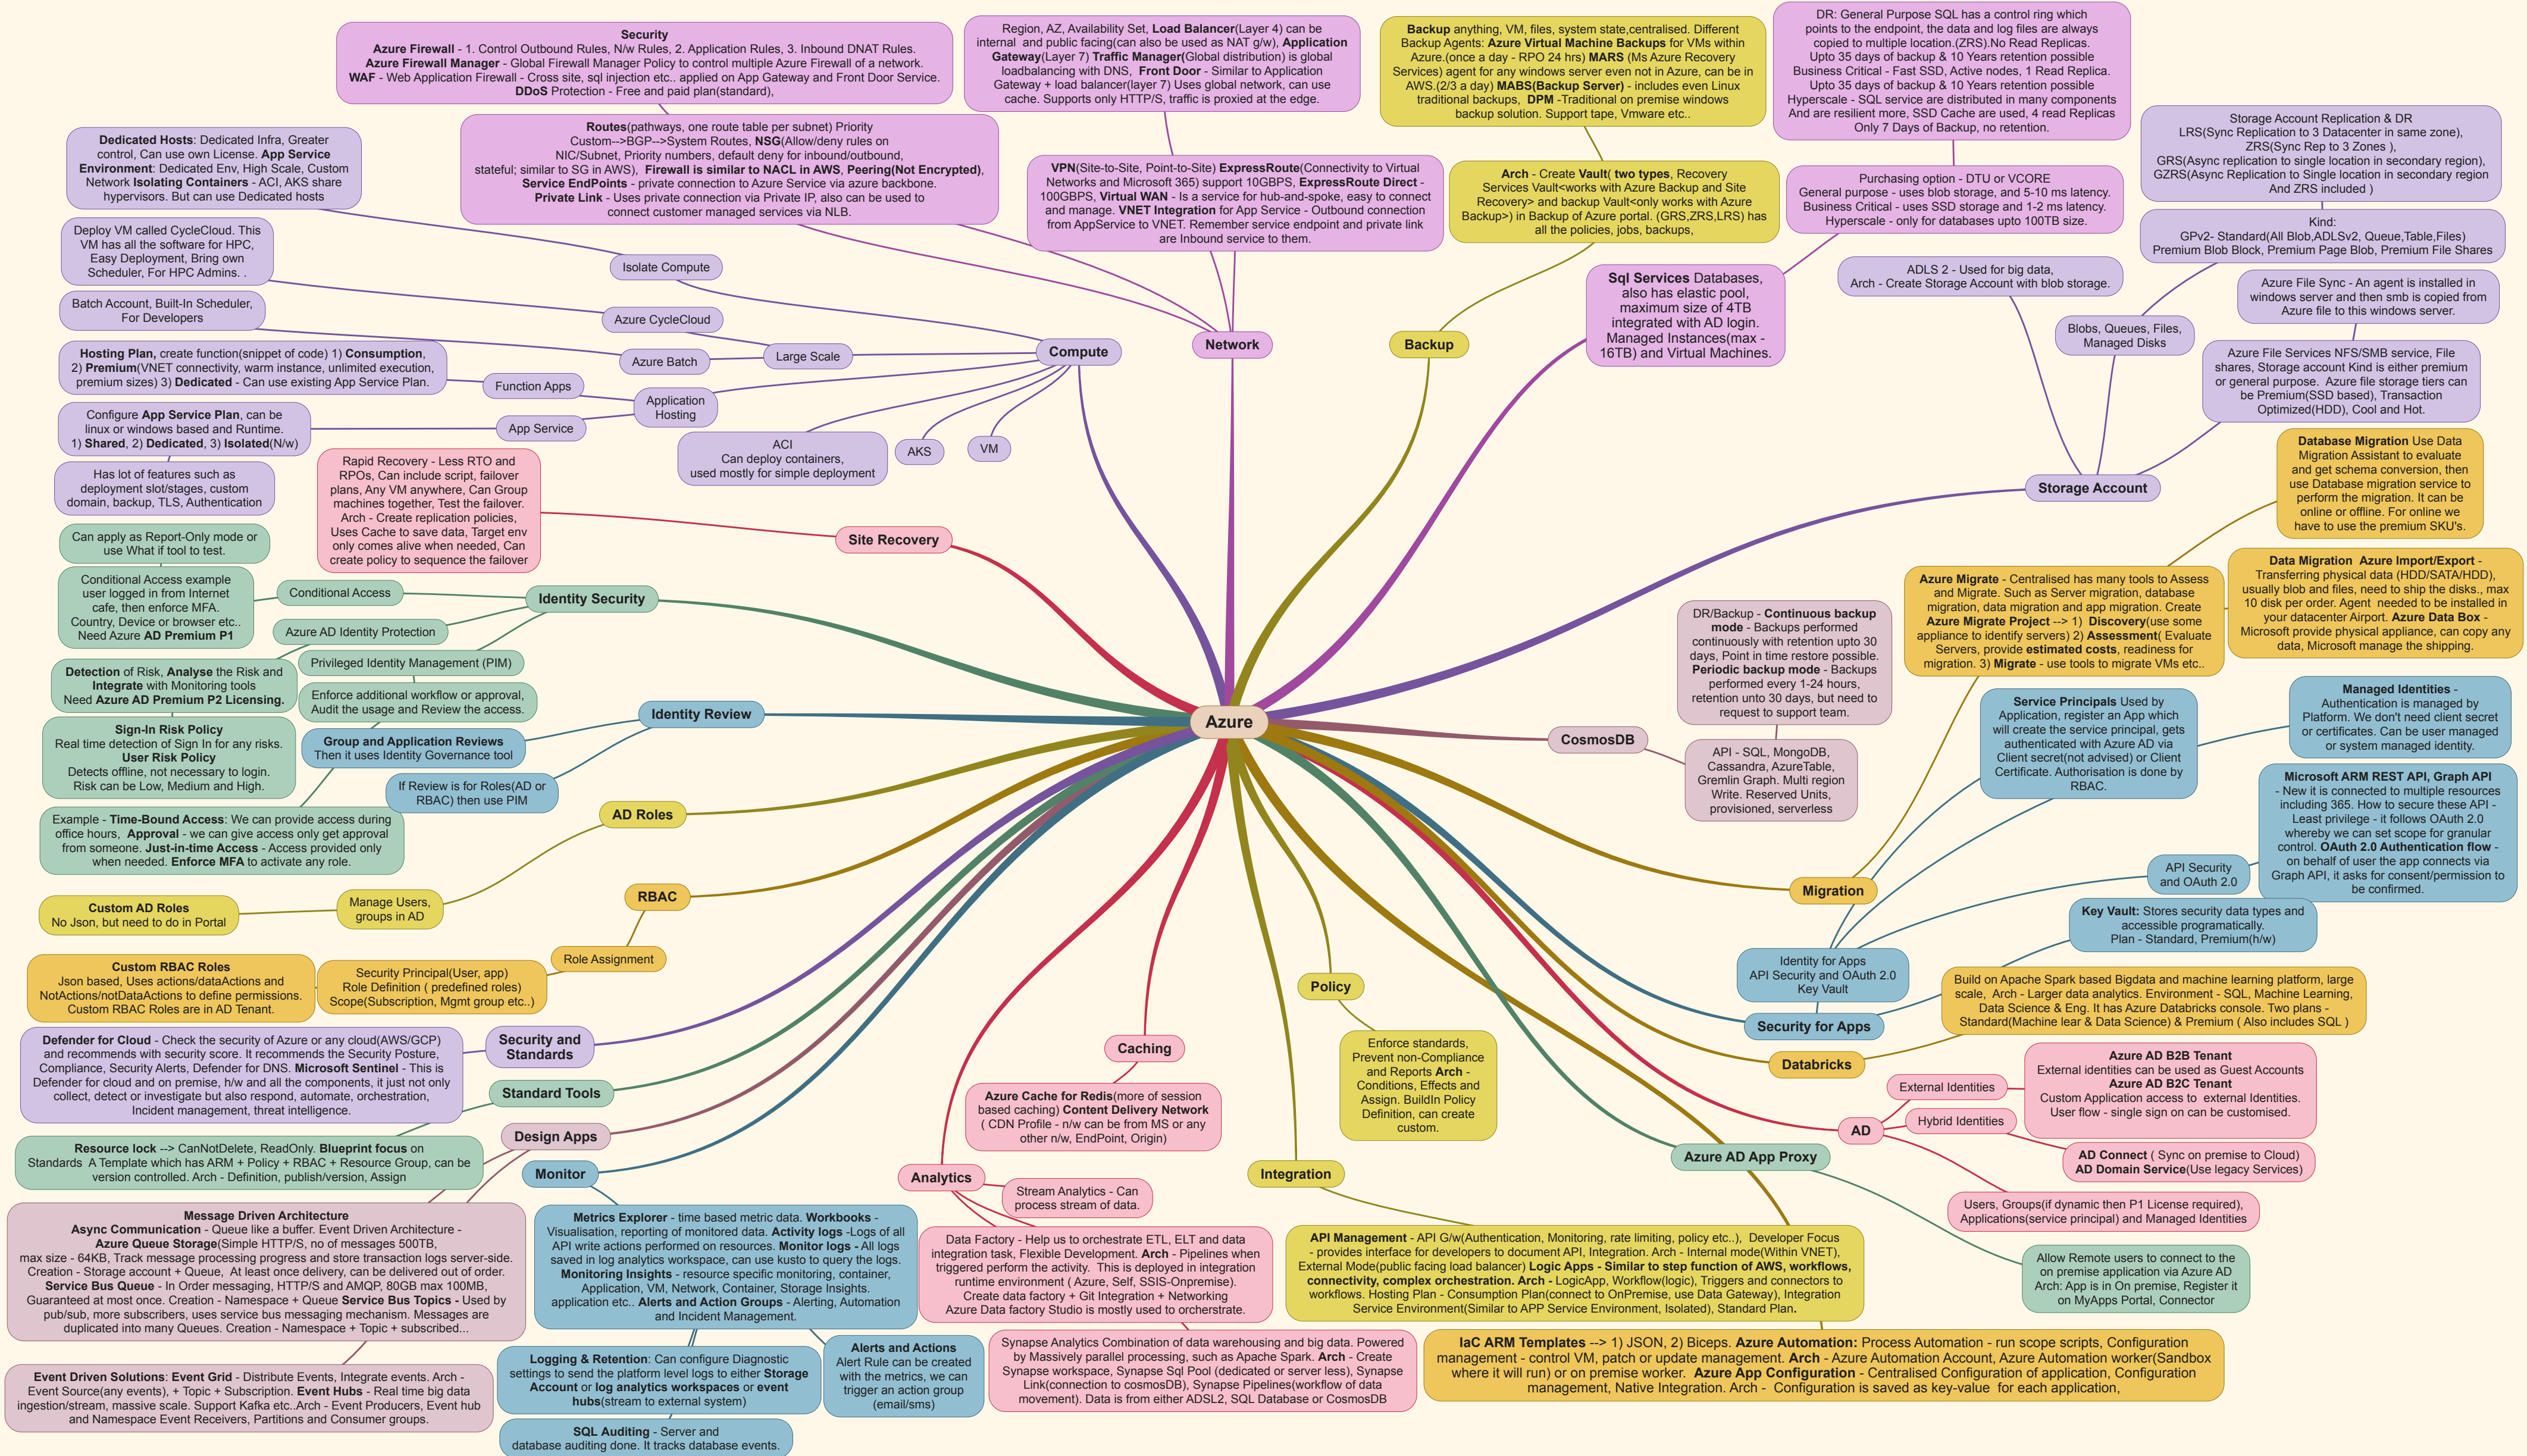 Security
Azure Firewall - 1. Control Outbound Rules, N/w Rules, 2. Application Rules, 3. Inbound DNAT Rules.
Azure Firewall Manager - Global Firewall Manager Policy to control multiple Azure Firewall of a network.
WAF - Web Application Firewall - Cross site, sql injection etc.. applied on App Gateway and Front Door Service.
DDoS Protection - Free and paid plan(standard),
Region, AZ, Availability Set, Load Balancer(Layer 4) can be
internal and public facing(can also be used as NAT g/w), Application
Gateway(Layer 7) Traffic Manager(Global distribution) is global
loadbalancing with DNS, Front Door - Similar to Application
Gateway + load balancer(layer 7) Uses global network, can use
cache. Supports only HTTP/S, traffic is proxied at the edge.
Backup anything, VM, files, system state,centralised. Different
Backup Agents: Azure Virtual Machine Backups for VMs within
Azure.(once a day - RPO 24 hrs) MARS (Ms Azure Recovery
Services) agent for any windows server even not in Azure, can be in
AWS.(2/3 a day) MABS(Backup Server) - includes even Linux
traditional backups, DPM -Traditional on premise windows
backup solution. Support tape, Vmware etc..
DR: General Purpose SQL has a control ring which
points to the endpoint, the data and log files are always
copied to multiple location.(ZRS).No Read Replicas.
Upto 35 days of backup & 10 Years retention possible
Business Critical - Fast SSD, Active nodes, 1 Read Replica.
Upto 35 days of backup & 10 Years retention possible
Hyperscale - SQL service are distributed in many components
And are resilient more, SSD Cache are used, 4 read Replicas
Only 7 Days of Backup, no retention.
Storage Account Replication & DR
LRS(Sync Replication to 3 Datacenter in same zone),
ZRS(Sync Rep to 3 Zones ),
GRS(Async replication to single location in secondary region),
GZRS(Async Replication to Single location in secondary region
And ZRS included )
Dedicated Hosts: Dedicated Infra, Greater
control, Can use own License. App Service
Environment: Dedicated Env, High Scale, Custom
Network Isolating Containers - ACI, AKS share
hypervisors. But can use Dedicated hosts
Routes(pathways, one route table per subnet) Priority
Custom-->BGP-->System Routes, NSG(Allow/deny rules on
NIC/Subnet, Priority numbers, default deny for inbound/outbound,
stateful; similar to SG in AWS), Firewall is similar to NACL in AWS, Peering(Not Encrypted),
Service EndPoints - private connection to Azure Service via azure backbone.
Private Link - Uses private connection via Private IP, also can be used to
connect customer managed services via NLB.
VPN(Site-to-Site, Point-to-Site) ExpressRoute(Connectivity to Virtual
Networks and Microsoft 365) support 10GBPS, ExpressRoute Direct -
100GBPS, Virtual WAN - Is a service for hub-and-spoke, easy to connect
and manage. VNET Integration for App Service - Outbound connection
from AppService to VNET. Remember service endpoint and private link
are Inbound service to them.
Arch - Create Vault( two types, Recovery
Services Vault<works with Azure Backup and Site
Recovery> and backup Vault<only works with Azure
Backup>) in Backup of Azure portal. (GRS,ZRS,LRS) has
all the policies, jobs, backups,
Purchasing option - DTU or VCORE
General purpose - uses blob storage, and 5-10 ms latency.
Business Critical - uses SSD storage and 1-2 ms latency.
Hyperscale - only for databases upto 100TB size.
Kind:
GPv2- Standard(All Blob,ADLSv2, Queue,Table,Files)
Premium Blob Block, Premium Page Blob, Premium File Shares
Deploy VM called CycleCloud. This
VM has all the software for HPC,
Easy Deployment, Bring own
Scheduler, For HPC Admins. .
Isolate Compute
Sql Services Databases,
also has elastic pool,
maximum size of 4TB
integrated with AD login.
Managed Instances(max -
16TB) and Virtual Machines.
ADLS 2 - Used for big data,
Arch - Create Storage Account with blob storage.
Azure File Sync - An agent is installed in
windows server and then smb is copied from
Azure file to this windows server.
Batch Account, Built-In Scheduler,
For Developers
Azure CycleCloud
Azure Batch
Large Scale
Compute
Network
Backup
Blobs, Queues, Files,
Managed Disks
Azure File Services NFS/SMB service, File
shares, Storage account Kind is either premium
or general purpose. Azure file storage tiers can
be Premium(SSD based), Transaction
Optimized(HDD), Cool and Hot.
Hosting Plan, create function(snippet of code) 1) Consumption,
2) Premium(VNET connectivity, warm instance, unlimited execution,
premium sizes) 3) Dedicated - Can use existing App Service Plan.
Function Apps
Application
Hosting
Configure App Service Plan, can be
linux or windows based and Runtime.
1) Shared, 2) Dedicated, 3) Isolated(N/w)
App Service
ACI
Can deploy containers,
used mostly for simple deployment
AKS
VM
Has lot of features such as
deployment slot/stages, custom
domain, backup, TLS, Authentication
Rapid Recovery - Less RTO and
RPOs, Can include script, failover
plans, Any VM anywhere, Can Group
machines together, Test the failover.
Arch - Create replication policies,
Uses Cache to save data, Target env
only comes alive when needed, Can
create policy to sequence the failover
Site Recovery
Storage Account
Database Migration Use Data
Migration Assistant to evaluate
and get schema conversion, then
use Database migration service to
perform the migration. It can be
online or offline. For online we
have to use the premium SKU's.
Can apply as Report-Only mode or
use What if tool to test.
Conditional Access example
user logged in from Internet
cafe, then enforce MFA.
Country, Device or browser etc..
Need Azure AD Premium P1
Conditional Access
Identity Security
Azure AD Identity Protection
Privileged Identity Management (PIM)
Detection of Risk, Analyse the Risk and
Integrate with Monitoring tools
Need Azure AD Premium P2 Licensing.
Enforce additional workflow or approval,
Audit the usage and Review the access.
Sign-In Risk Policy
Real time detection of Sign In for any risks.
User Risk Policy
Detects offline, not necessary to login.
Risk can be Low, Medium and High.
Identity Review
Group and Application Reviews
Then it uses Identity Governance tool
If Review is for Roles(AD or
RBAC) then use PIM
Example - Time-Bound Access: We can provide access during
office hours, Approval - we can give access only get approval
from someone. Just-in-time Access - Access provided only
when needed. Enforce MFA to activate any role.
Azure
DR/Backup - Continuous backup
mode - Backups performed
continuously with retention upto 30
days, Point in time restore possible.
Periodic backup mode - Backups
performed every 1-24 hours,
retention unto 30 days, but need to
request to support team.
CosmosDB
API - SQL, MongoDB,
Cassandra, AzureTable,
Gremlin Graph. Multi region
Write. Reserved Units,
provisioned, serverless
Azure Migrate - Centralised has many tools to Assess
and Migrate. Such as Server migration, database
migration, data migration and app migration. Create
Azure Migrate Project --> 1) Discovery(use some
appliance to identify servers) 2) Assessment( Evaluate
Servers, provide estimated costs, readiness for
migration. 3) Migrate - use tools to migrate VMs etc..
Data Migration Azure Import/Export -
Transferring physical data (HDD/SATA/HDD),
usually blob and files, need to ship the disks., max
10 disk per order. Agent needed to be installed in
your datacenter Airport. Azure Data Box -
Microsoft provide physical appliance, can copy any
data, Microsoft manage the shipping.
Service Principals Used by
Application, register an App which
will create the service principal, gets
authenticated with Azure AD via
Client secret(not advised) or Client
Certificate. Authorisation is done by
RBAC.
Managed Identities -
Authentication is managed by
Platform. We don't need client secret
or certificates. Can be user managed
or system managed identity.
Microsoft ARM REST API, Graph API
- New it is connected to multiple resources
including 365. How to secure these API -
Least privilege - it follows OAuth 2.0
whereby we can set scope for granular
control. OAuth 2.0 Authentication flow -
on behalf of user the app connects via
Graph API, it asks for consent/permission to
be confirmed.
API Security
and OAuth 2.0
Migration
Key Vault: Stores security data types and
accessible programatically.
Plan - Standard, Premium(h/w)
Identity for Apps
API Security and OAuth 2.0
Key Vault
Security for Apps
AD Roles
RBAC
Custom AD Roles
No Json, but need to do in Portal
Manage Users,
groups in AD
Role Assignment
Custom RBAC Roles
Json based, Uses actions/dataActions and
NotActions/notDataActions to define permissions.
Custom RBAC Roles are in AD Tenant.
Security Principal(User, app)
Role Definition ( predefined roles)
Scope(Subscription, Mgmt group etc..)
Build on Apache Spark based Bigdata and machine learning platform, large
scale, Arch - Larger data analytics. Environment - SQL, Machine Learning,
Data Science & Eng. It has Azure Databricks console. Two plans -
Standard(Machine lear & Data Science) & Premium ( Also includes SQL )
Databricks
Policy
Enforce standards,
Prevent non-Compliance
and Reports Arch -
Conditions, Effects and
Assign. BuildIn Policy
Definition, can create
custom.
Security and
Standards
Defender for Cloud - Check the security of Azure or any cloud(AWS/GCP)
and recommends with security score. It recommends the Security Posture,
Compliance, Security Alerts, Defender for DNS. Microsoft Sentinel - This is
Defender for cloud and on premise, h/w and all the components, it just not only
collect, detect or investigate but also respond, automate, orchestration,
Incident management, threat intelligence.
Standard Tools
Resource lock --> CanNotDelete, ReadOnly. Blueprint focus on
Standards A Template which has ARM + Policy + RBAC + Resource Group, can be
version controlled. Arch - Definition, publish/version, Assign
Design Apps
Monitor
Caching
Azure Cache for Redis(more of session
based caching) Content Delivery Network
( CDN Profile - n/w can be from MS or any
other n/w, EndPoint, Origin)
Analytics
Stream Analytics - Can
process stream of data.
Integration
Azure AD App Proxy
AD
External Identities
Azure AD B2B Tenant
External identities can be used as Guest Accounts
Azure AD B2C Tenant
Custom Application access to external Identities.
User flow - single sign on can be customised.
Hybrid Identities
AD Connect ( Sync on premise to Cloud)
AD Domain Service(Use legacy Services)
Users, Groups(if dynamic then P1 License required),
Applications(service principal) and Managed Identities
Allow Remote users to connect to the
on premise application via Azure AD
Arch: App is in On premise, Register it
on MyApps Portal, Connector
Message Driven Architecture
Async Communication - Queue like a buffer. Event Driven Architecture -
Azure Queue Storage(Simple HTTP/S, no of messages 500TB,
max size - 64KB, Track message processing progress and store transaction logs server-side.
Creation - Storage account + Queue, At least once delivery, can be delivered out of order.
Service Bus Queue - In Order messaging, HTTP/S and AMQP, 80GB max 100MB,
Guaranteed at most once. Creation - Namespace + Queue Service Bus Topics - Used by
pub/sub, more subscribers, uses service bus messaging mechanism. Messages are
duplicated into many Queues. Creation - Namespace + Topic + subscribed...
Metrics Explorer - time based metric data. Workbooks -
Visualisation, reporting of monitored data. Activity logs -Logs of all
API write actions performed on resources. Monitor logs - All logs
saved in log analytics workspace, can use kusto to query the logs.
Monitoring Insights - resource specific monitoring, container,
Application, VM, Network, Container, Storage Insights.
application etc.. Alerts and Action Groups - Alerting, Automation
and Incident Management.
Data Factory - Help us to orchestrate ETL, ELT and data
integration task, Flexible Development. Arch - Pipelines when
triggered perform the activity. This is deployed in integration
runtime environment ( Azure, Self, SSIS-Onpremise).
Create data factory + Git Integration + Networking
Azure Data factory Studio is mostly used to orcherstrate.
API Management - API G/w(Authentication, Monitoring, rate limiting, policy etc..), Developer Focus
- provides interface for developers to document API, Integration. Arch - Internal mode(Within VNET),
External Mode(public facing load balancer) Logic Apps - Similar to step function of AWS, workflows,
connectivity, complex orchestration. Arch - LogicApp, Workflow(logic), Triggers and connectors to
workflows. Hosting Plan - Consumption Plan(connect to OnPremise, use Data Gateway), Integration
Service Environment(Similar to APP Service Environment, Isolated), Standard Plan.
Event Driven Solutions: Event Grid - Distribute Events, Integrate events. Arch -
Event Source(any events), + Topic + Subscription. Event Hubs - Real time big data
ingestion/stream, massive scale. Support Kafka etc..Arch - Event Producers, Event hub
and Namespace Event Receivers, Partitions and Consumer groups.
Logging & Retention: Can configure Diagnostic
settings to send the platform level logs to either Storage
Account or log analytics workspaces or event
hubs(stream to external system)
Alerts and Actions
Alert Rule can be created
with the metrics, we can
trigger an action group
(email/sms)
Synapse Analytics Combination of data warehousing and big data. Powered
by Massively parallel processing, such as Apache Spark. Arch - Create
Synapse workspace, Synapse Sql Pool (dedicated or server less), Synapse
Link(connection to cosmosDB), Synapse Pipelines(workflow of data
movement). Data is from either ADSL2, SQL Database or CosmosDB
IaC ARM Templates --> 1) JSON, 2) Biceps. Azure Automation: Process Automation - run scope scripts, Configuration
management - control VM, patch or update management. Arch - Azure Automation Account, Azure Automation worker(Sandbox
where it will run) or on premise worker. Azure App Configuration - Centralised Configuration of application, Configuration
management, Native Integration. Arch - Configuration is saved as key-value for each application,
SQL Auditing - Server and
database auditing done. It tracks database events.